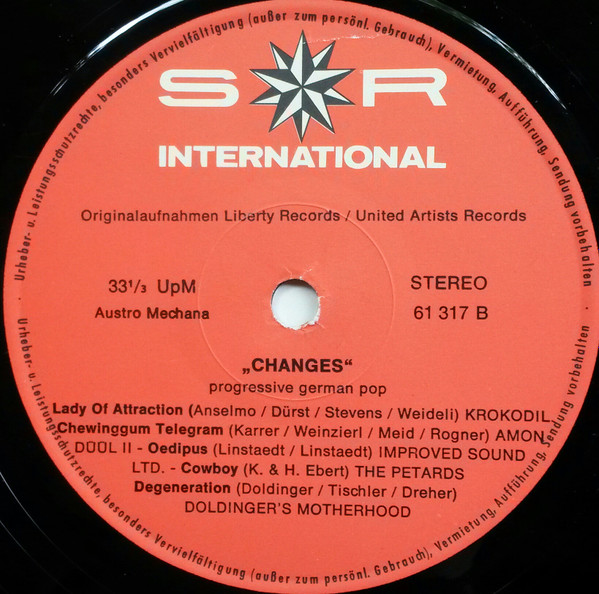 Urheber- u. Leistungsschutzrechte, besonders Vervielfältigung (außer zum persönl. Gebrauch), Vermietung, Aufführung, Sendung vorbehalten ·
S R
INTERNATIONAL
Originalaufnahmen Liberty Records / United Artists Records
33¹/₃ UpM
STEREO
Austro Mechana
61 317 B
„CHANGES“
progressive german pop
Lady Of Attraction (Anselmo / Dürst / Stevens / Weideli) KROKODIL
Chewinggum Telegram (Karrer / Weinzierl / Meid / Rogner) AMON
DÜÜL II - Oedipus (Linstaedt / Linstaedt) IMPROVED SOUND
LTD. - Cowboy (K. & H. Ebert) THE PETARDS
Degeneration (Doldinger / Tischler / Dreher)
DOLDINGER'S MOTHERHOOD
Urheber- u. Leistungsschutzrechte, besonders Vervielfältigung (außer zum persönl. Gebrauch), Vermietung, Aufführung, Sendung vorbehalten ·